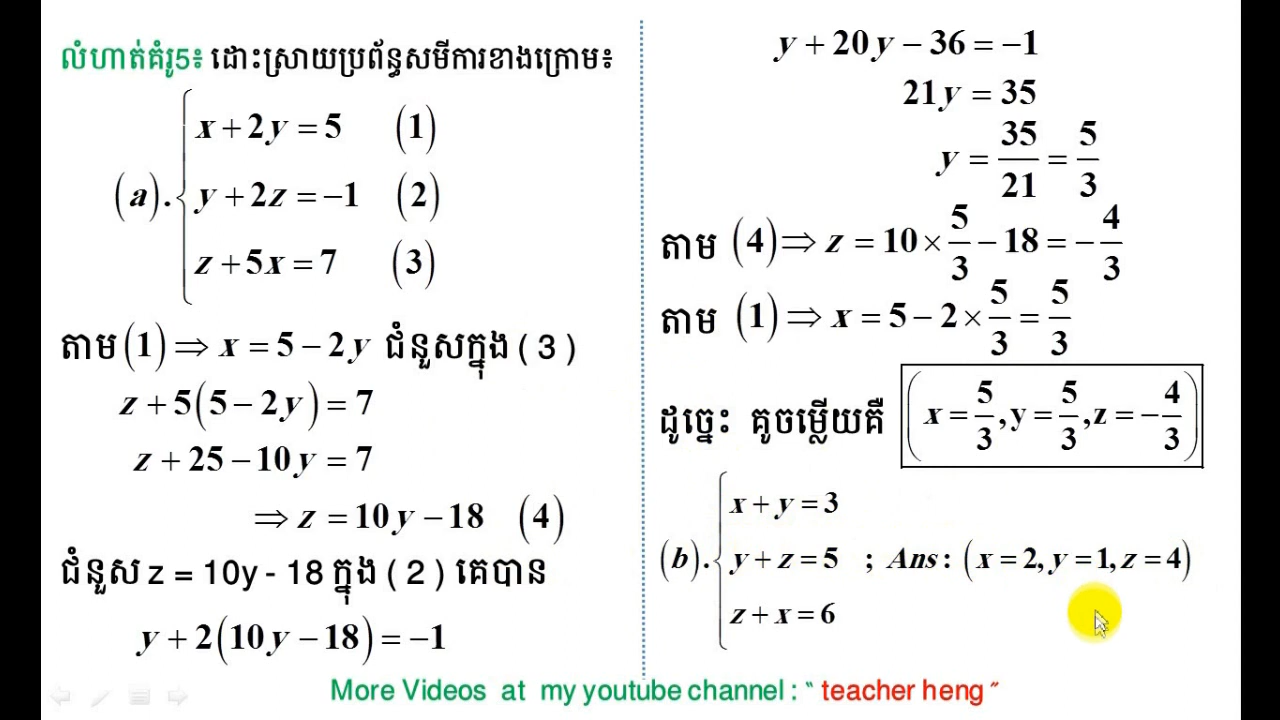 លំហាត់គំរូ5៖ ដោះស្រាយប្រព័ន្ធសមីការខាងក្រោម៖
x + 2y = 5 (1)
(a). y + 2z = −1 (2)
z + 5x = 7 (3)
តាម (1) ⇒ x = 5 − 2y ជំនួសក្នុង ( 3 )
z + 5(5 − 2y) = 7
z + 25 − 10y = 7
⇒ z = 10y − 18 (4)
ជំនួស z = 10y - 18 ក្នុង ( 2 ) គេបាន
y + 2(10y − 18) = −1
y + 20y − 36 = −1
21y = 35
y = 35/21 = 5/3
តាម (4) ⇒ z = 10 × 5/3 − 18 = −4/3
តាម (1) ⇒ x = 5 − 2 × 5/3 = 5/3
ដូច្នេះ គូចម្លើយគឺ (x = 5/3, y = 5/3, z = −4/3)
x + y = 3
(b). y + z = 5 ; Ans : (x = 2, y = 1, z = 4)
z + x = 6
More Videos at my youtube channel : “ teacher heng ”